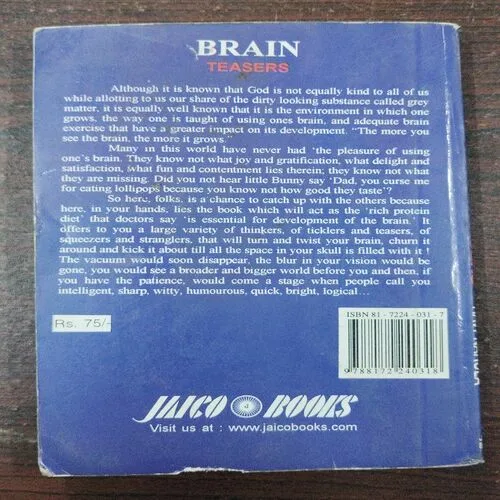 BRAIN
TEASERS
Although it is known that God is not equally kind to all of us
while allotting to us our share of the dirty looking substance called grey
matter, it is equally well known that it is the environment in which one
grows, the way one is taught of using ones brain, and adequate brain
exercise that have a greater impact on its development. “The more you
see the brain, the more it grows.”
Many in this world have never had ‘the pleasure of using
one’s brain. They know not what joy and gratification, what delight and
satisfaction, what fun and contentment lies therein; they know not what
they are missing. Did you not hear little Bunny say ‘Dad, you curse me
for eating lollipops because you know not how good they taste’?
So here, folks, is a chance to catch up with the others because
here, in your hands, lies the book which will act as the ‘rich protein
diet’ that doctors say ‘is essential for development of the brain.’ It
offers to you a large variety of thinkers, of ticklers and teasers, of
squeezers and stranglers, that will turn and twist your brain, churn it
around and kick it about till all the space in your skull is filled with it !
The vacuum would soon disappear, the blur in your vision would be
gone, you would see a broader and bigger world before you and then, if
you have the patience, would come a stage when people call you
intelligent, sharp, witty, humourous, quick, bright, logical...
Rs. 75/-
ISBN 81 - 7224 - 031 - 7
9 788172 240318
JAICO BOOKS
Visit us at : www.jaicobooks.com